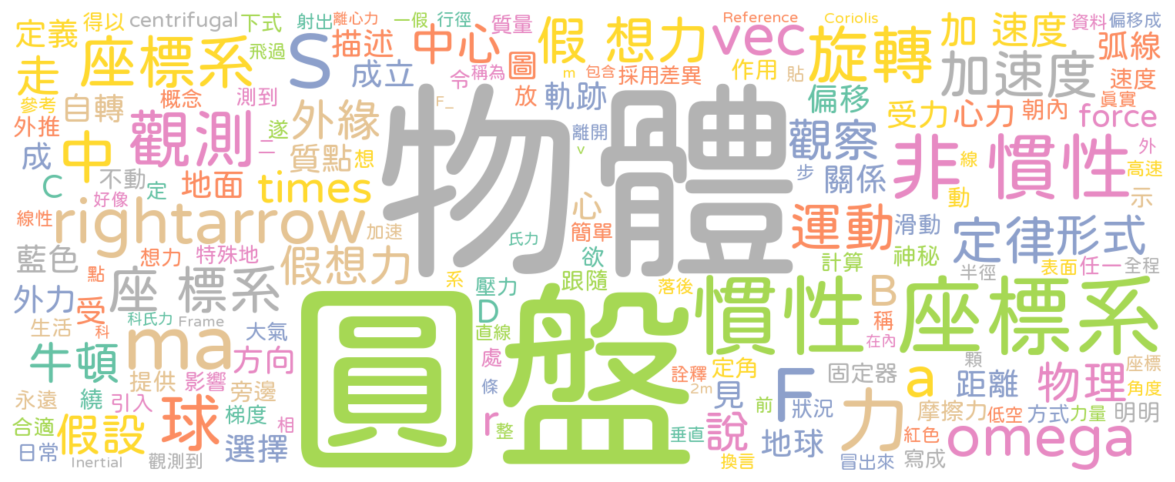 定義 得以 centrifugal 下式 射出 離心力 一假 行徑 質量 假 想力 Reference Coriolis 資料 偏移成
走 座標系 飛過 S 描述 中心 令 稱為 圖 m 包含 採用差異 vec 作用 貼 旋轉 加 速度 弧線
成立 加速度 速度
參考 自轉 概念 測到 放 軌跡 F_ 偏移 受力 心力 朝內 真實
外推 觀測 遂 外緣 物體 離開 v 觀察 非 慣性 force
成 中 不動 二 質點 想 步 關係 線 外 高速
C 定 地面 times 心 運動 滑動 動 示
線性 好像 rightarrow 加速 氏力 簡單 神秘 定律形式
藍色 點 想力 特殊地 假想力 欲 跟隨 計算 半徑 表面 任一 全程
外力 受 座 標系 系 壓力 落後 慣性 座標系 B 稱 在內
生活 科 科氏力 Frame 大氣 圓盤 D 直線
牛頓 ma 方向 處 詮釋 定角 固定器 顆 a 距離 物理 座標 角度
永遠 繞 提供 影響 旁邊 條 2m 見 前 F 狀況 力 摩擦力 低空 方式 力量 明明
合適 假設 引入 球 梯度 相 r 整 垂直 說 地球 紅色 omega
日常 Inertial 觀測到 選擇 換言 冒出來 寫成